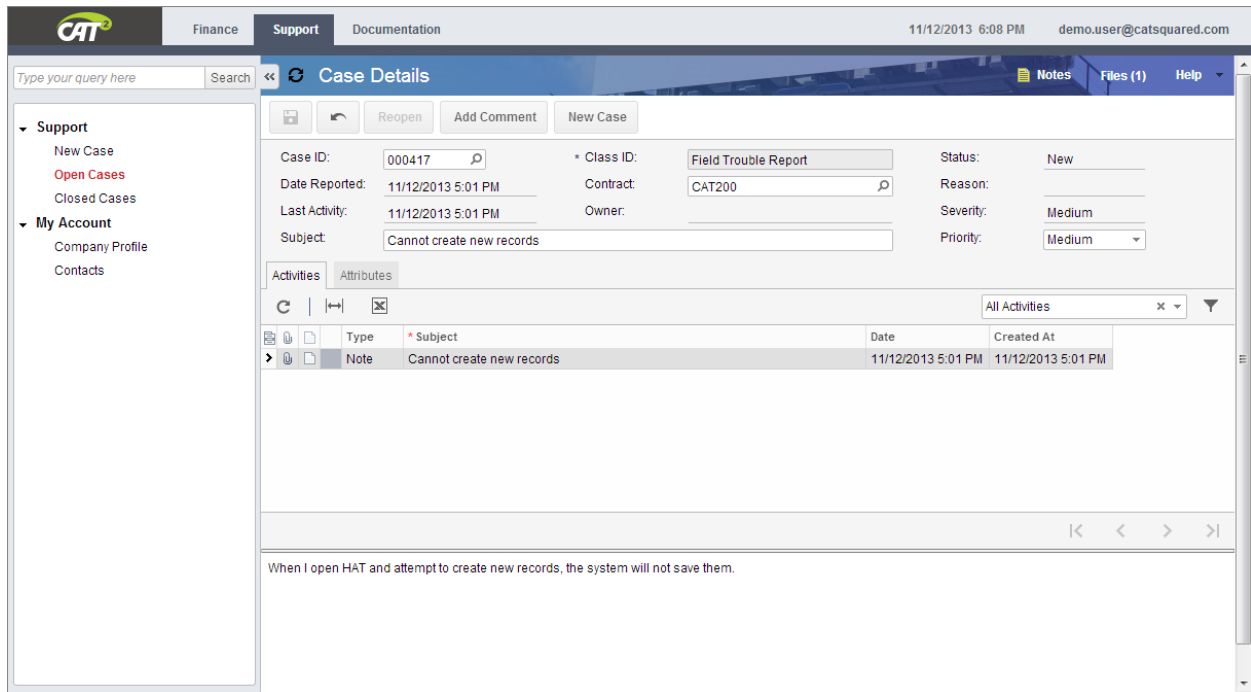 CAT²
Finance
Support
Documentation
11/12/2013 6:08 PM
demo.user@catsquared.com
Type your query here
Search
Case Details
Notes
Files (1)
Help
Support
New Case
Open Cases
Closed Cases
My Account
Company Profile
Contacts
Reopen
Add Comment
New Case
Case ID:
000417
* Class ID:
Field Trouble Report
Status:
New
Date Reported:
11/12/2013 5:01 PM
Contract:
CAT200
Reason:
Last Activity:
11/12/2013 5:01 PM
Owner:
Severity:
Medium
Subject:
Cannot create new records
Priority:
Medium
Activities
Attributes
All Activities
Type
* Subject
Date
Created At
Note
Cannot create new records
11/12/2013 5:01 PM
11/12/2013 5:01 PM
When I open HAT and attempt to create new records, the system will not save them.